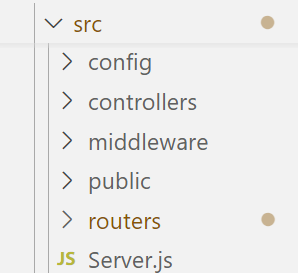 src
config
controllers
middleware
public
routers
JS Server.js